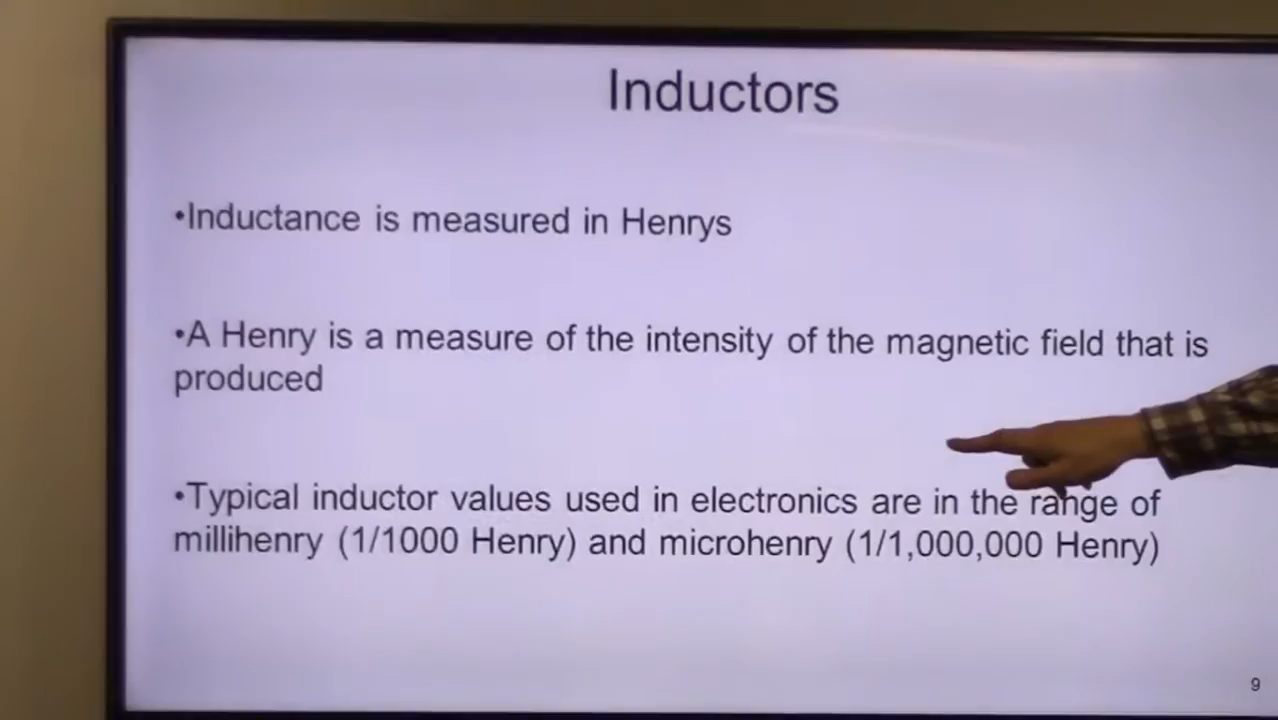 Inductors
•Inductance is measured in Henrys
•A Henry is a measure of the intensity of the magnetic field that is
produced
•Typical inductor values used in electronics are in the range of
millihenry (1/1000 Henry) and microhenry (1/1,000,000 Henry)
9